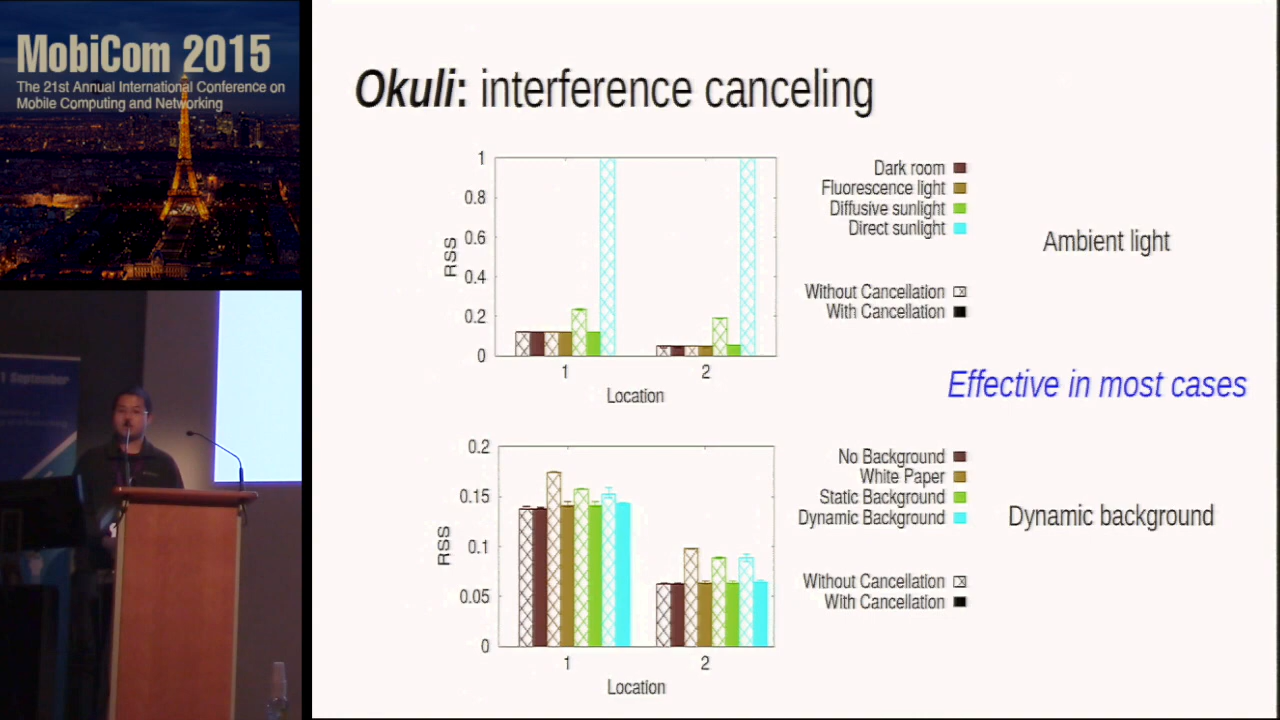 MobiCom 2015
The 21st Annual International Conference on
Mobile Computing and Networking
1 September
Okuli: interference canceling
1
0.8
0.6
0.4
0.2
0
RSS
1
2
Location
Dark room
Fluorescence light
Diffusive sunlight
Direct sunlight
Without Cancellation
With Cancellation
Ambient light
Effective in most cases
0.2
0.15
0.1
0.05
0
RSS
1
2
Location
No Background
White Paper
Static Background
Dynamic Background
Without Cancellation
With Cancellation
Dynamic background